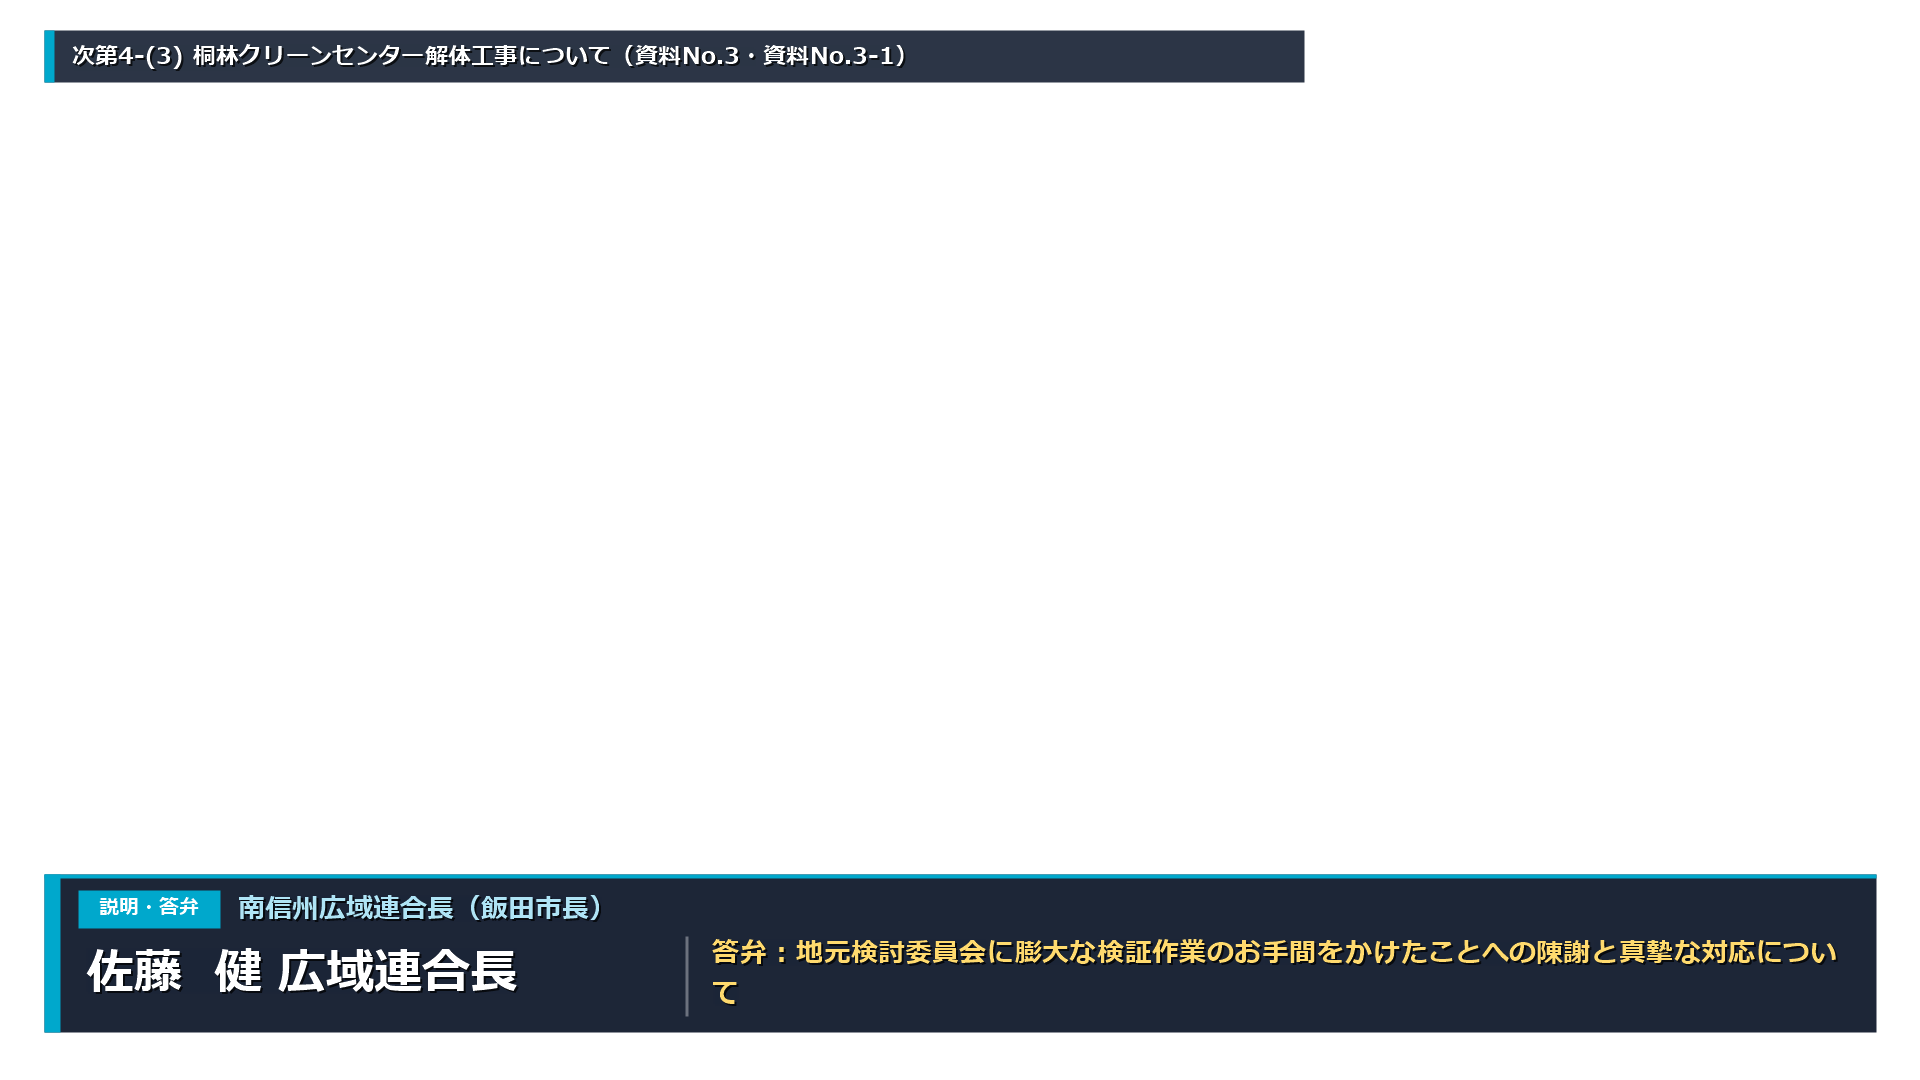 次第4-(3) 桐林クリーンセンター解体工事について（資料No.3・資料No.3-1）
説明・答弁
南信州広域連合長（飯田市長）
佐藤　健 広域連合長
答弁：地元検討委員会に膨大な検証作業のお手間をかけたことへの陳謝と真摯な対応につい
て